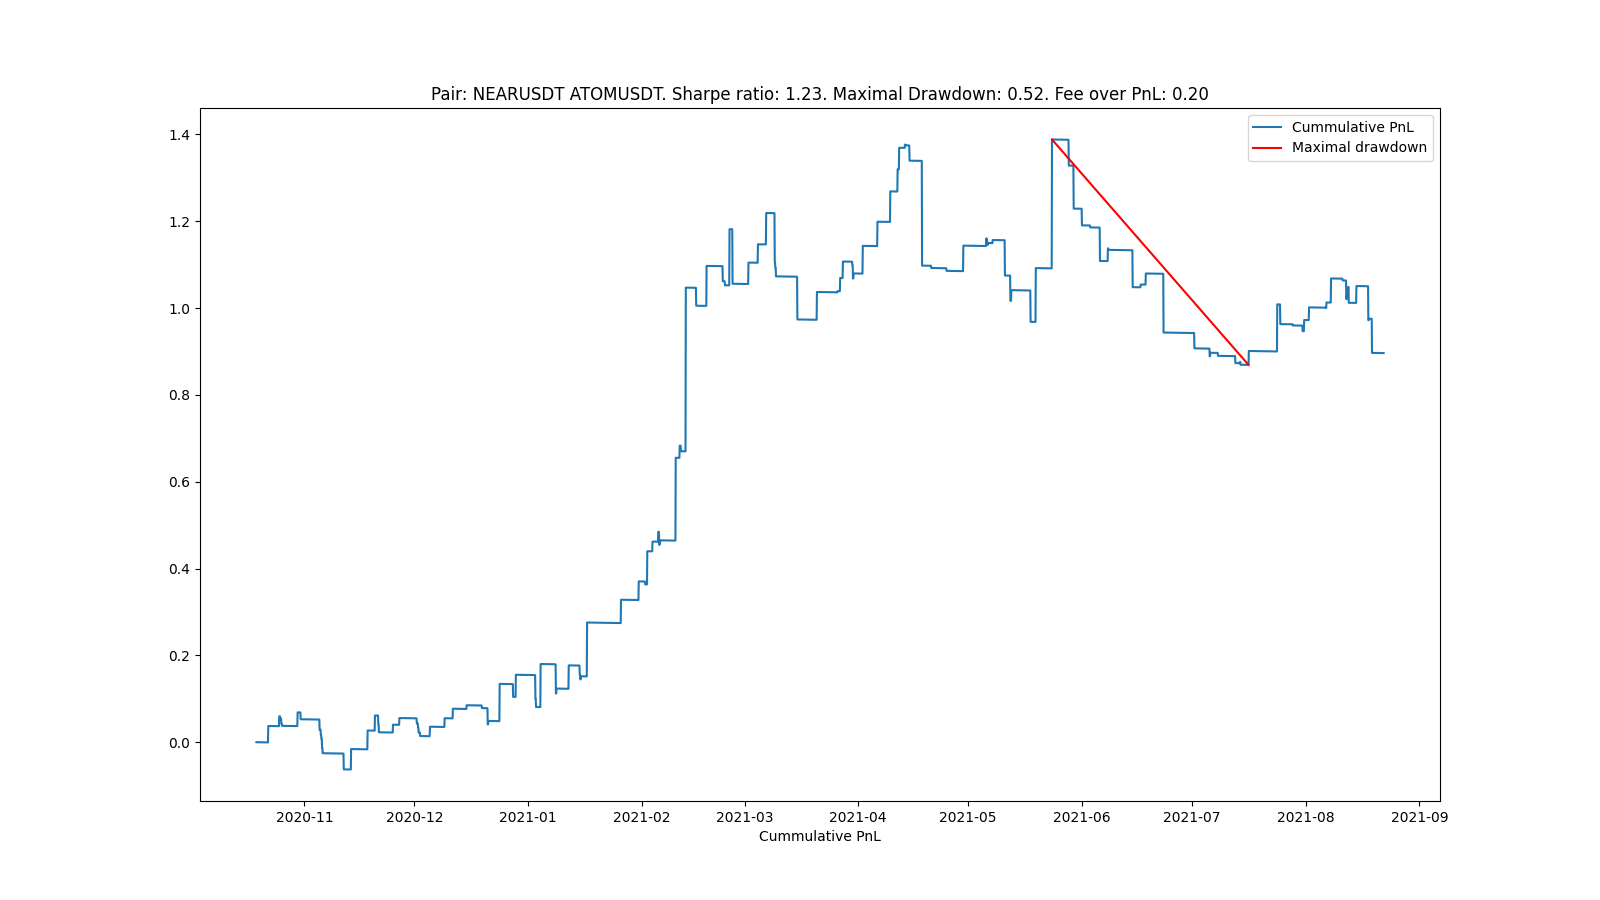 Pair: NEARUSDT ATOMUSDT. Sharpe ratio: 1.23. Maximal Drawdown: 0.52. Fee over PnL: 0.20
Cummulative PnL
Maximal drawdown
1.4
1.2
1.0
0.8
0.6
0.4
0.2
0.0
2020-11 2020-12 2021-01 2021-02 2021-03 2021-04 2021-05 2021-06 2021-07 2021-08 2021-09
Cummulative PnL